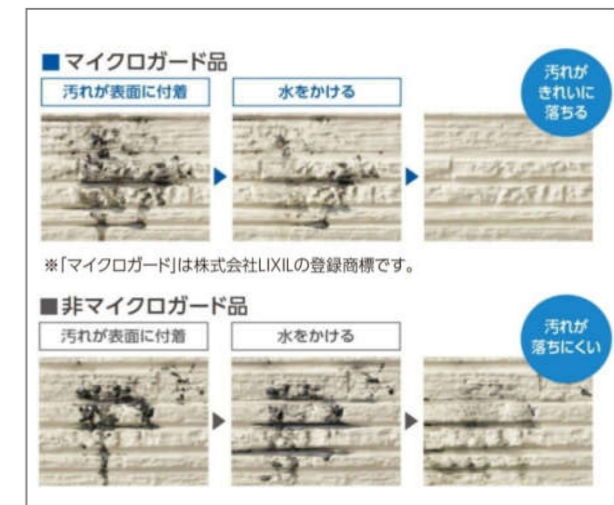 ■マイクロガード品
汚れが表面に付着
水をかける
汚れが
きれいに
落ちる
※「マイクロガード」は株式会社LIXILの登録商標です。
■非マイクロガード品
汚れが表面に付着
水をかける
汚れが
落ちにくい